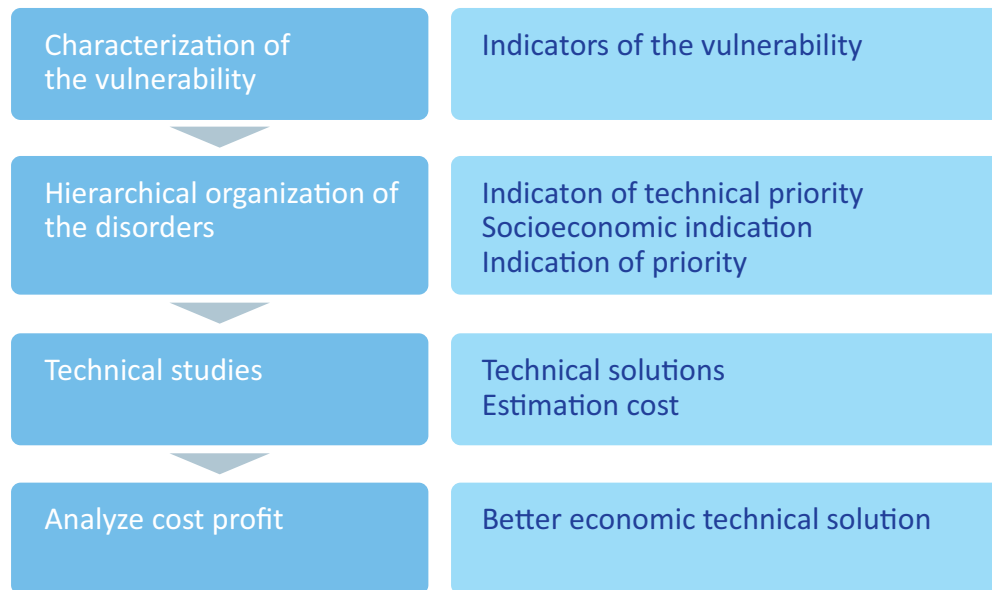 Characterization of
the vulnerability
Indicators of the vulnerability
Hierarchical organization of
the disorders
Indicaton of technical priority
Socioeconomic indication
Indication of priority
Technical studies
Technical solutions
Estimation cost
Analyze cost profit
Better economic technical solution